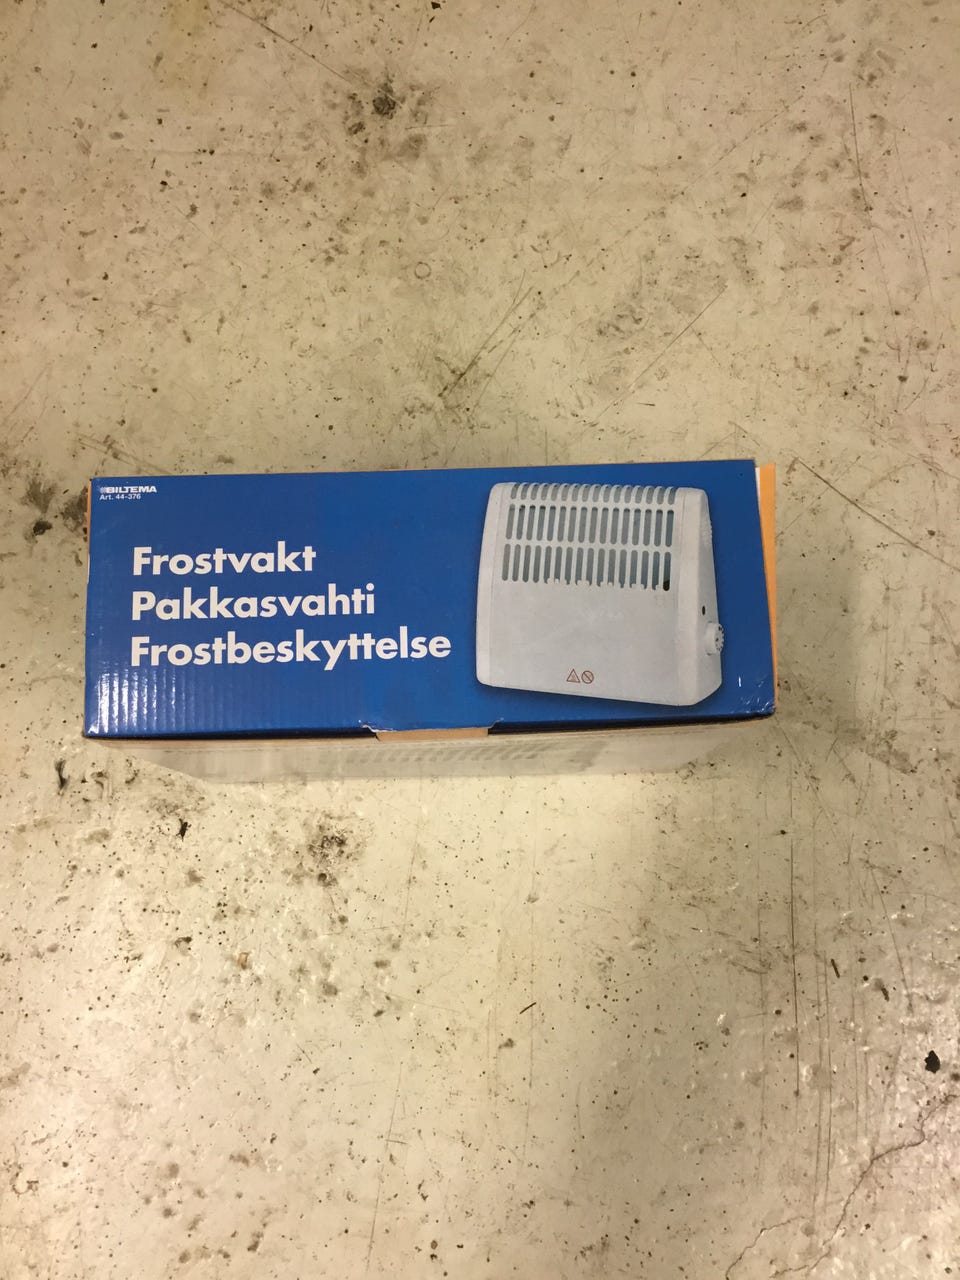 BILTEMA
Art. 44-376
Frostvakt
Pakkasvahti
Frostbeskyttelse